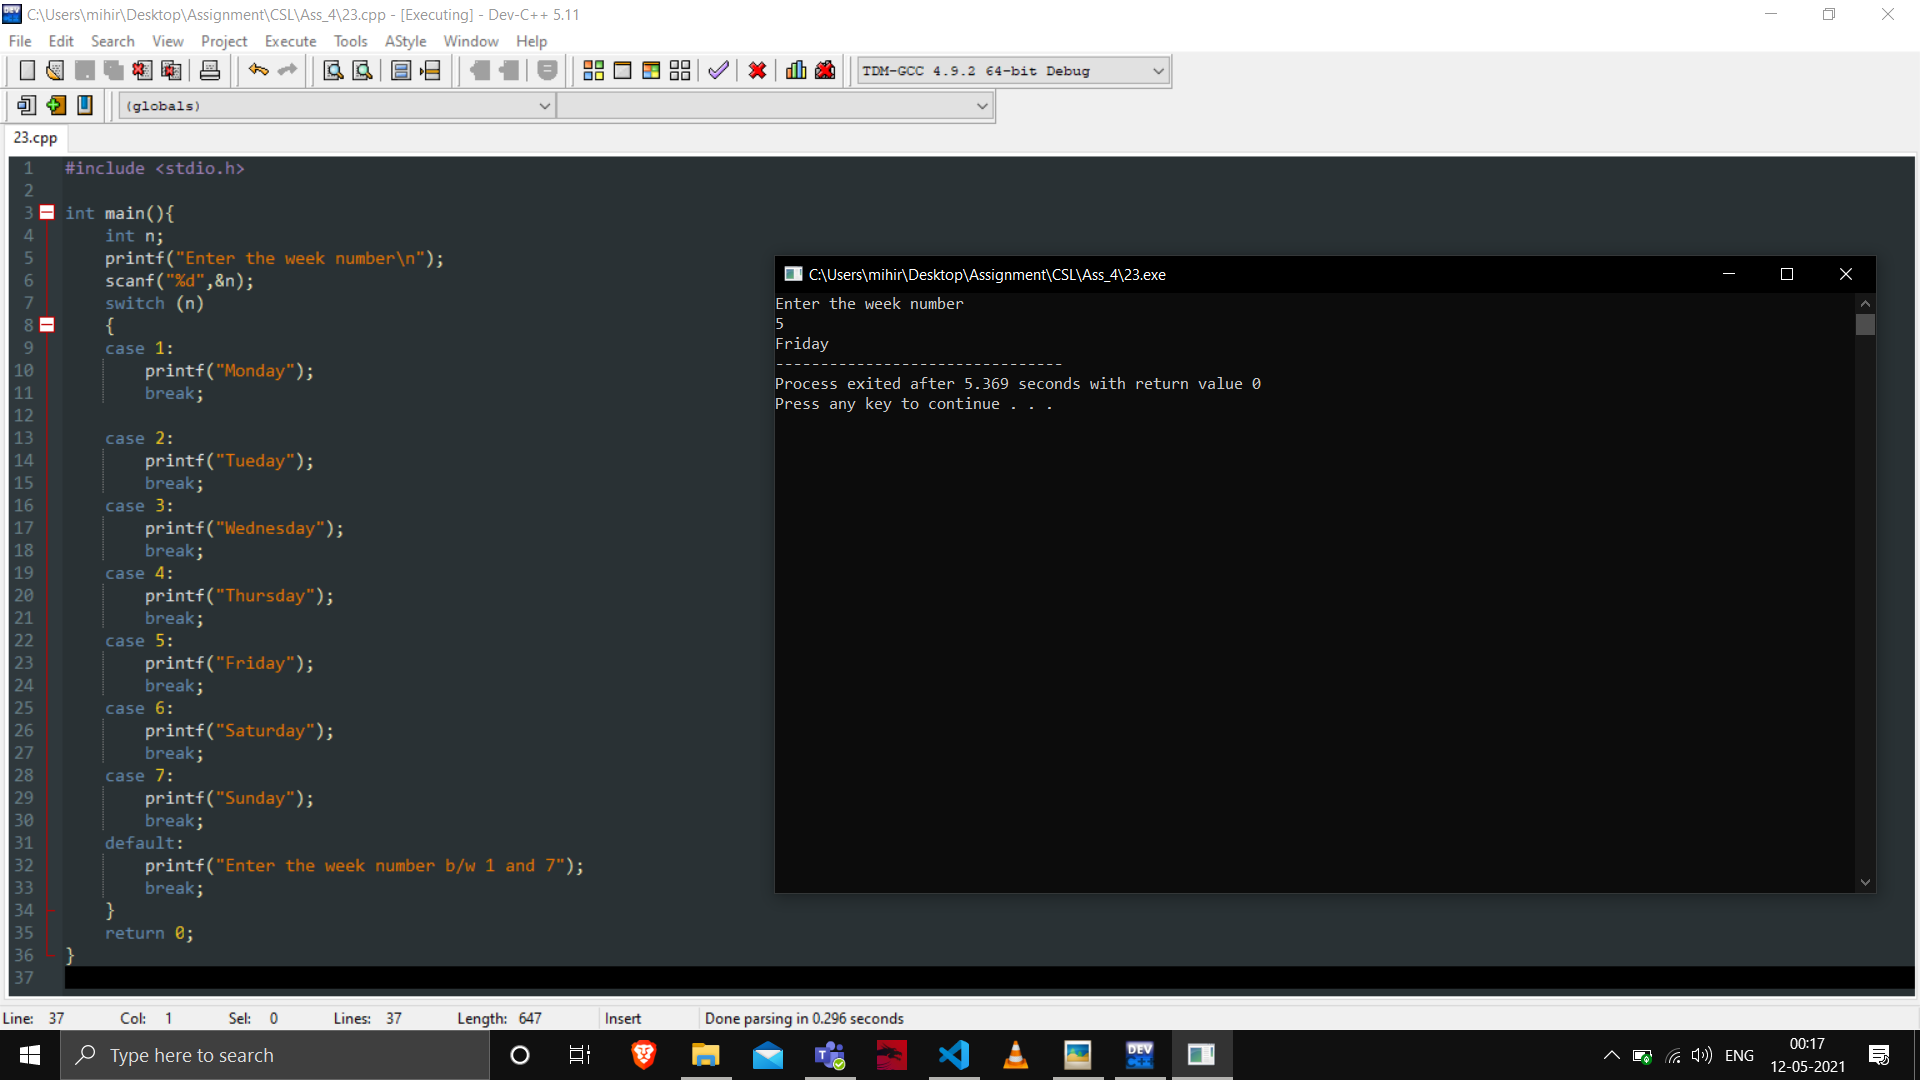 C:\Users\mihir\Desktop\Assignment\CSL\Ass_4\23.cpp - [Executing] - Dev-C++ 5.11
File Edit Search View Project Execute Tools AStyle Window Help
TDM-GCC 4.9.2 64-bit Debug
(globals)
23.cpp
1 #include <stdio.h>
2
3 int main(){
4 int n;
5 printf("Enter the week number\n");
6 scanf("%d",&n);
7 switch (n)
8 {
9 case 1:
10 printf("Monday");
11 break;
12
13 case 2:
14 printf("Tueday");
15 break;
16 case 3:
17 printf("Wednesday");
18 break;
19 case 4:
20 printf("Thursday");
21 break;
22 case 5:
23 printf("Friday");
24 break;
25 case 6:
26 printf("Saturday");
27 break;
28 case 7:
29 printf("Sunday");
30 break;
31 default:
32 printf("Enter the week number b/w 1 and 7");
33 break;
34 }
35 return 0;
36 }
37
C:\Users\mihir\Desktop\Assignment\CSL\Ass_4\23.exe
Enter the week number
5
Friday
--------------------------------
Process exited after 5.369 seconds with return value 0
Press any key to continue . . .
Line: 37 Col: 1 Sel: 0 Lines: 37 Length: 647 Insert Done parsing in 0.296 seconds
Type here to search
DEV C++
ENG
00:17
12-05-2021